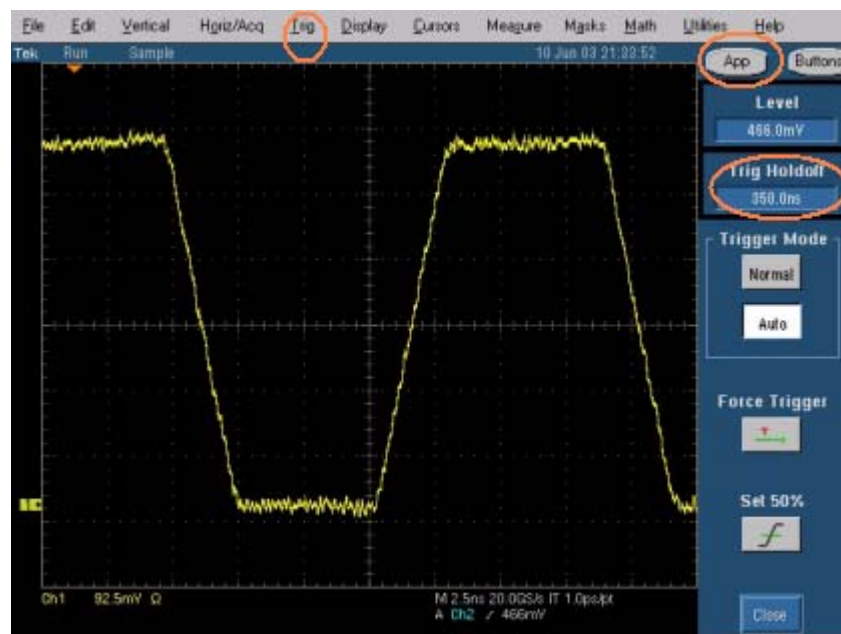 File Edit Vertical Horiz/Acq Trig Display Cursors Measure Masks Math Utilities Help
Tek Run Sample 10 Jun 03 21:33:52
App Buttons
Level
466.0mV
Trig Holdoff
350.0ns
Trigger Mode
Normal
Auto
Force Trigger
Set 50%
Close
Ch1 92.5mV Ω M 2.5ns 20.0GS/s IT 1.0ps/pt
A Ch2 / 466mV